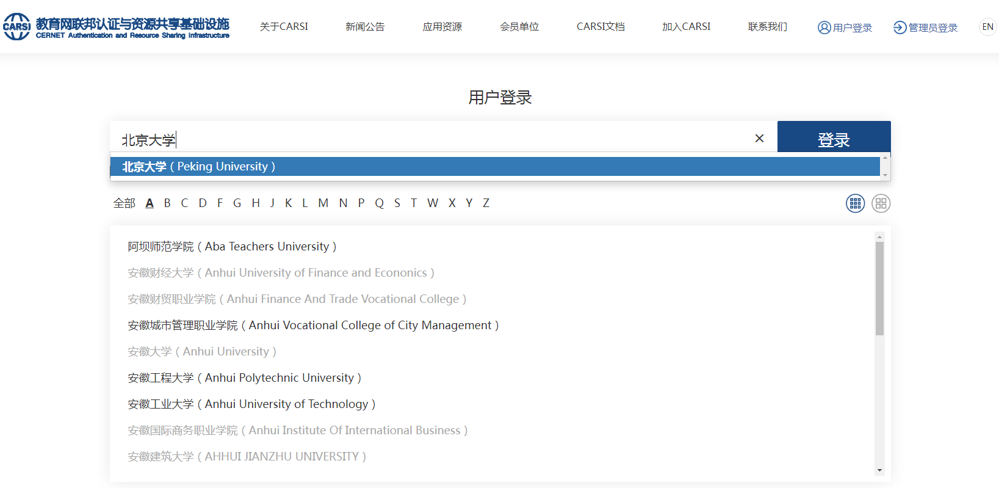 CARSI 教育网联邦认证与资源共享基础设施
CERNET Authentication and Resource Sharing Infrastructure
关于CARSI 新闻公告 应用资源 会员单位 CARSI文档 加入CARSI 联系我们 用户登录 管理员登录 EN
用户登录
北京大学 × 登录
北京大学（Peking University）
全部 A B C D F G H J K L M N P Q S T W X Y Z
阿坝师范学院（Aba Teachers University）
安徽财经大学（Anhui University of Finance and Econonics）
安徽财贸职业学院（Anhui Finance And Trade Vocational College）
安徽城市管理职业学院（Anhui Vocational College of City Management）
安徽大学（Anhui University）
安徽工程大学（Anhui Polytechnic University）
安徽工业大学（Anhui University of Technology）
安徽国际商务职业学院（Anhui Institute Of International Business）
安徽建筑大学（AHHUI JIANZHU UNIVERSITY）